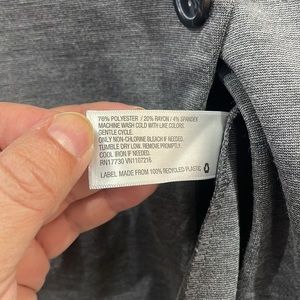 76% POLYESTER / 20% RAYON / 4% SPANDEX
MACHINE WASH COLD WITH LIKE COLORS.
GENTLE CYCLE.
ONLY NON-CHLORINE BLEACH IF NEEDED.
TUMBLE DRY LOW. REMOVE PROMPTLY.
COOL IRON IF NEEDED.
RN17730 VN1107216
LABEL MADE FROM 100% RECYCLED PLASTIC